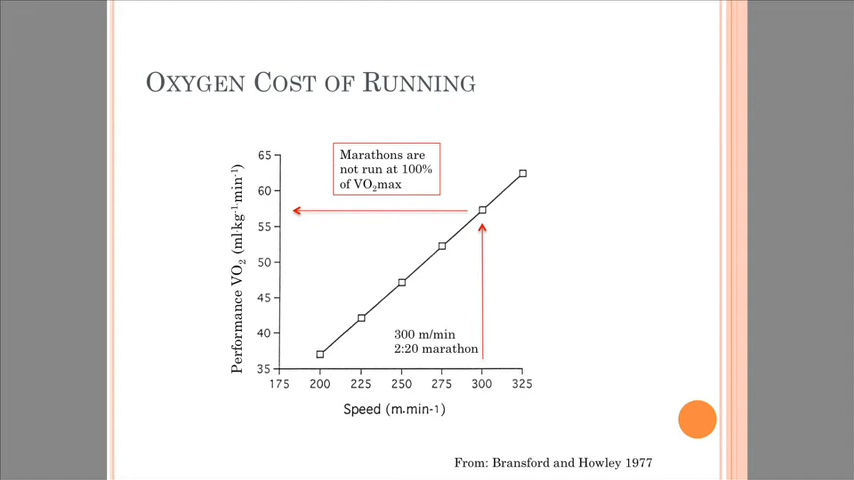 OXYGEN COST OF RUNNING
Marathons are
not run at 100%
of VO₂max
Performance VO₂ (ml·kg⁻¹·min⁻¹)
65
60
55
50
45
40
35
300 m/min
2:20 marathon
175 200 225 250 275 300 325
Speed (m.min-1)
From: Bransford and Howley 1977